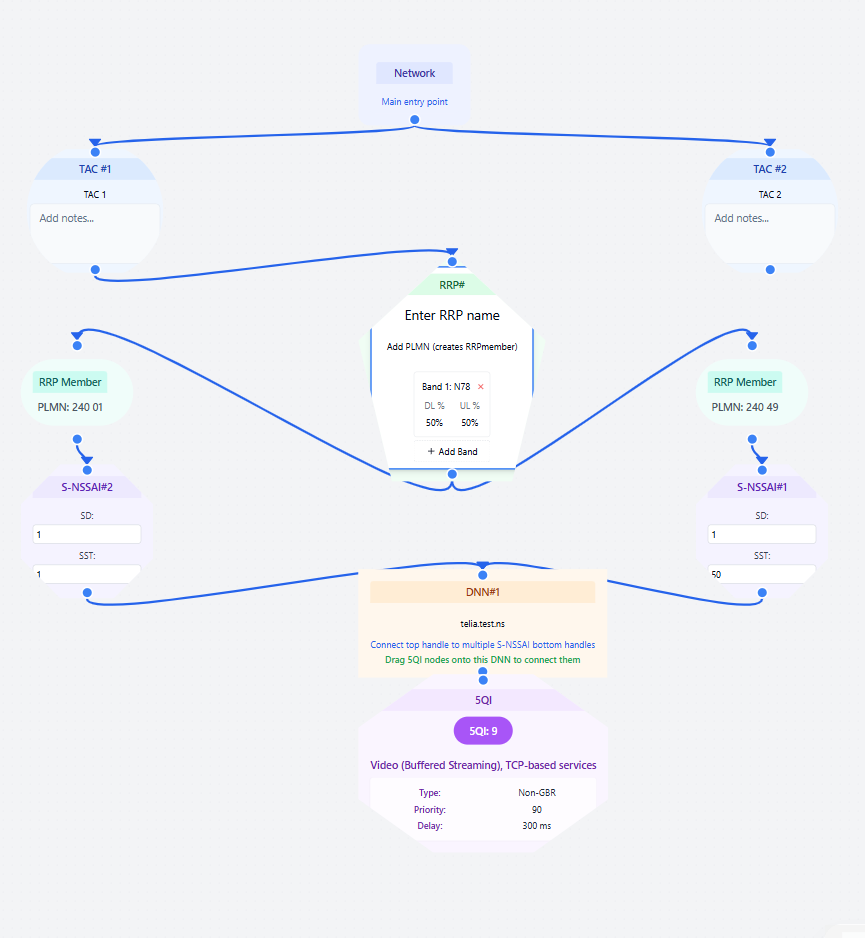 Network
Main entry point
TAC #1
TAC 1
Add notes...
TAC #2
TAC 2
Add notes...
RRP#
Enter RRP name
Add PLMN (creates RRPmember)
Band 1: N78 ×
DL % UL %
50% 50%
+ Add Band
RRP Member
PLMN: 240 01
RRP Member
PLMN: 240 49
S-NSSAI#2
SD:
1
SST:
1
S-NSSAI#1
SD:
1
SST:
50
DNN#1
telia.test.ns
Connect top handle to multiple S-NSSAI bottom handles
Drag 5QI nodes onto this DNN to connect them
5QI
5QI: 9
Video (Buffered Streaming), TCP-based services
Type: Non-GBR
Priority: 90
Delay: 300 ms